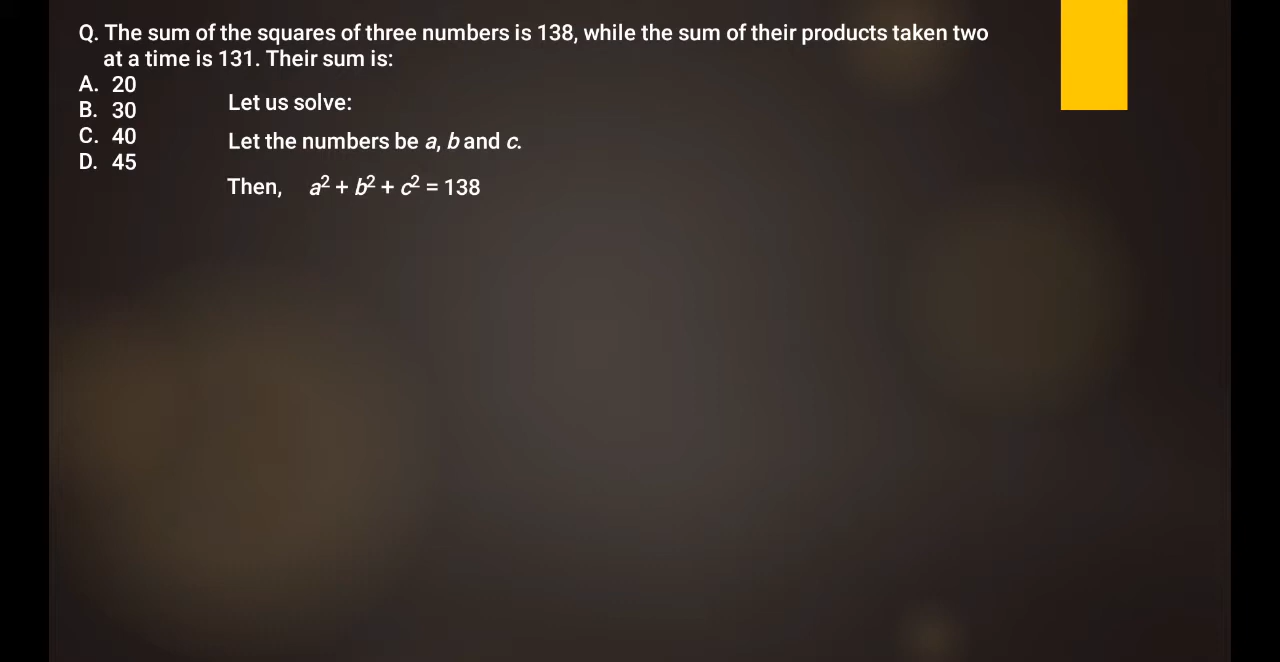 Q. The sum of the squares of three numbers is 138, while the sum of their products taken two
at a time is 131. Their sum is:
A. 20
B. 30
C. 40
D. 45
Let us solve:
Let the numbers be a, b and c.
Then, a² + b² + c² = 138